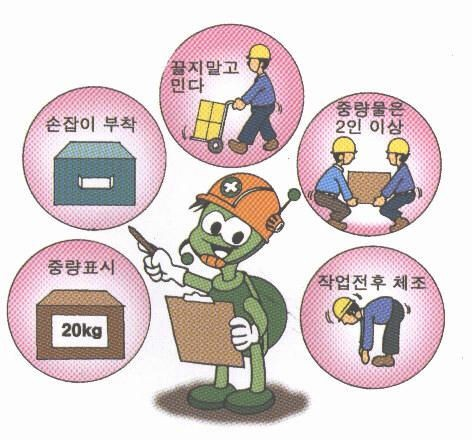 끌지말고
민다
손잡이 부착
중량물은
2인 이상
중량표시
20kg
작업전후 체조